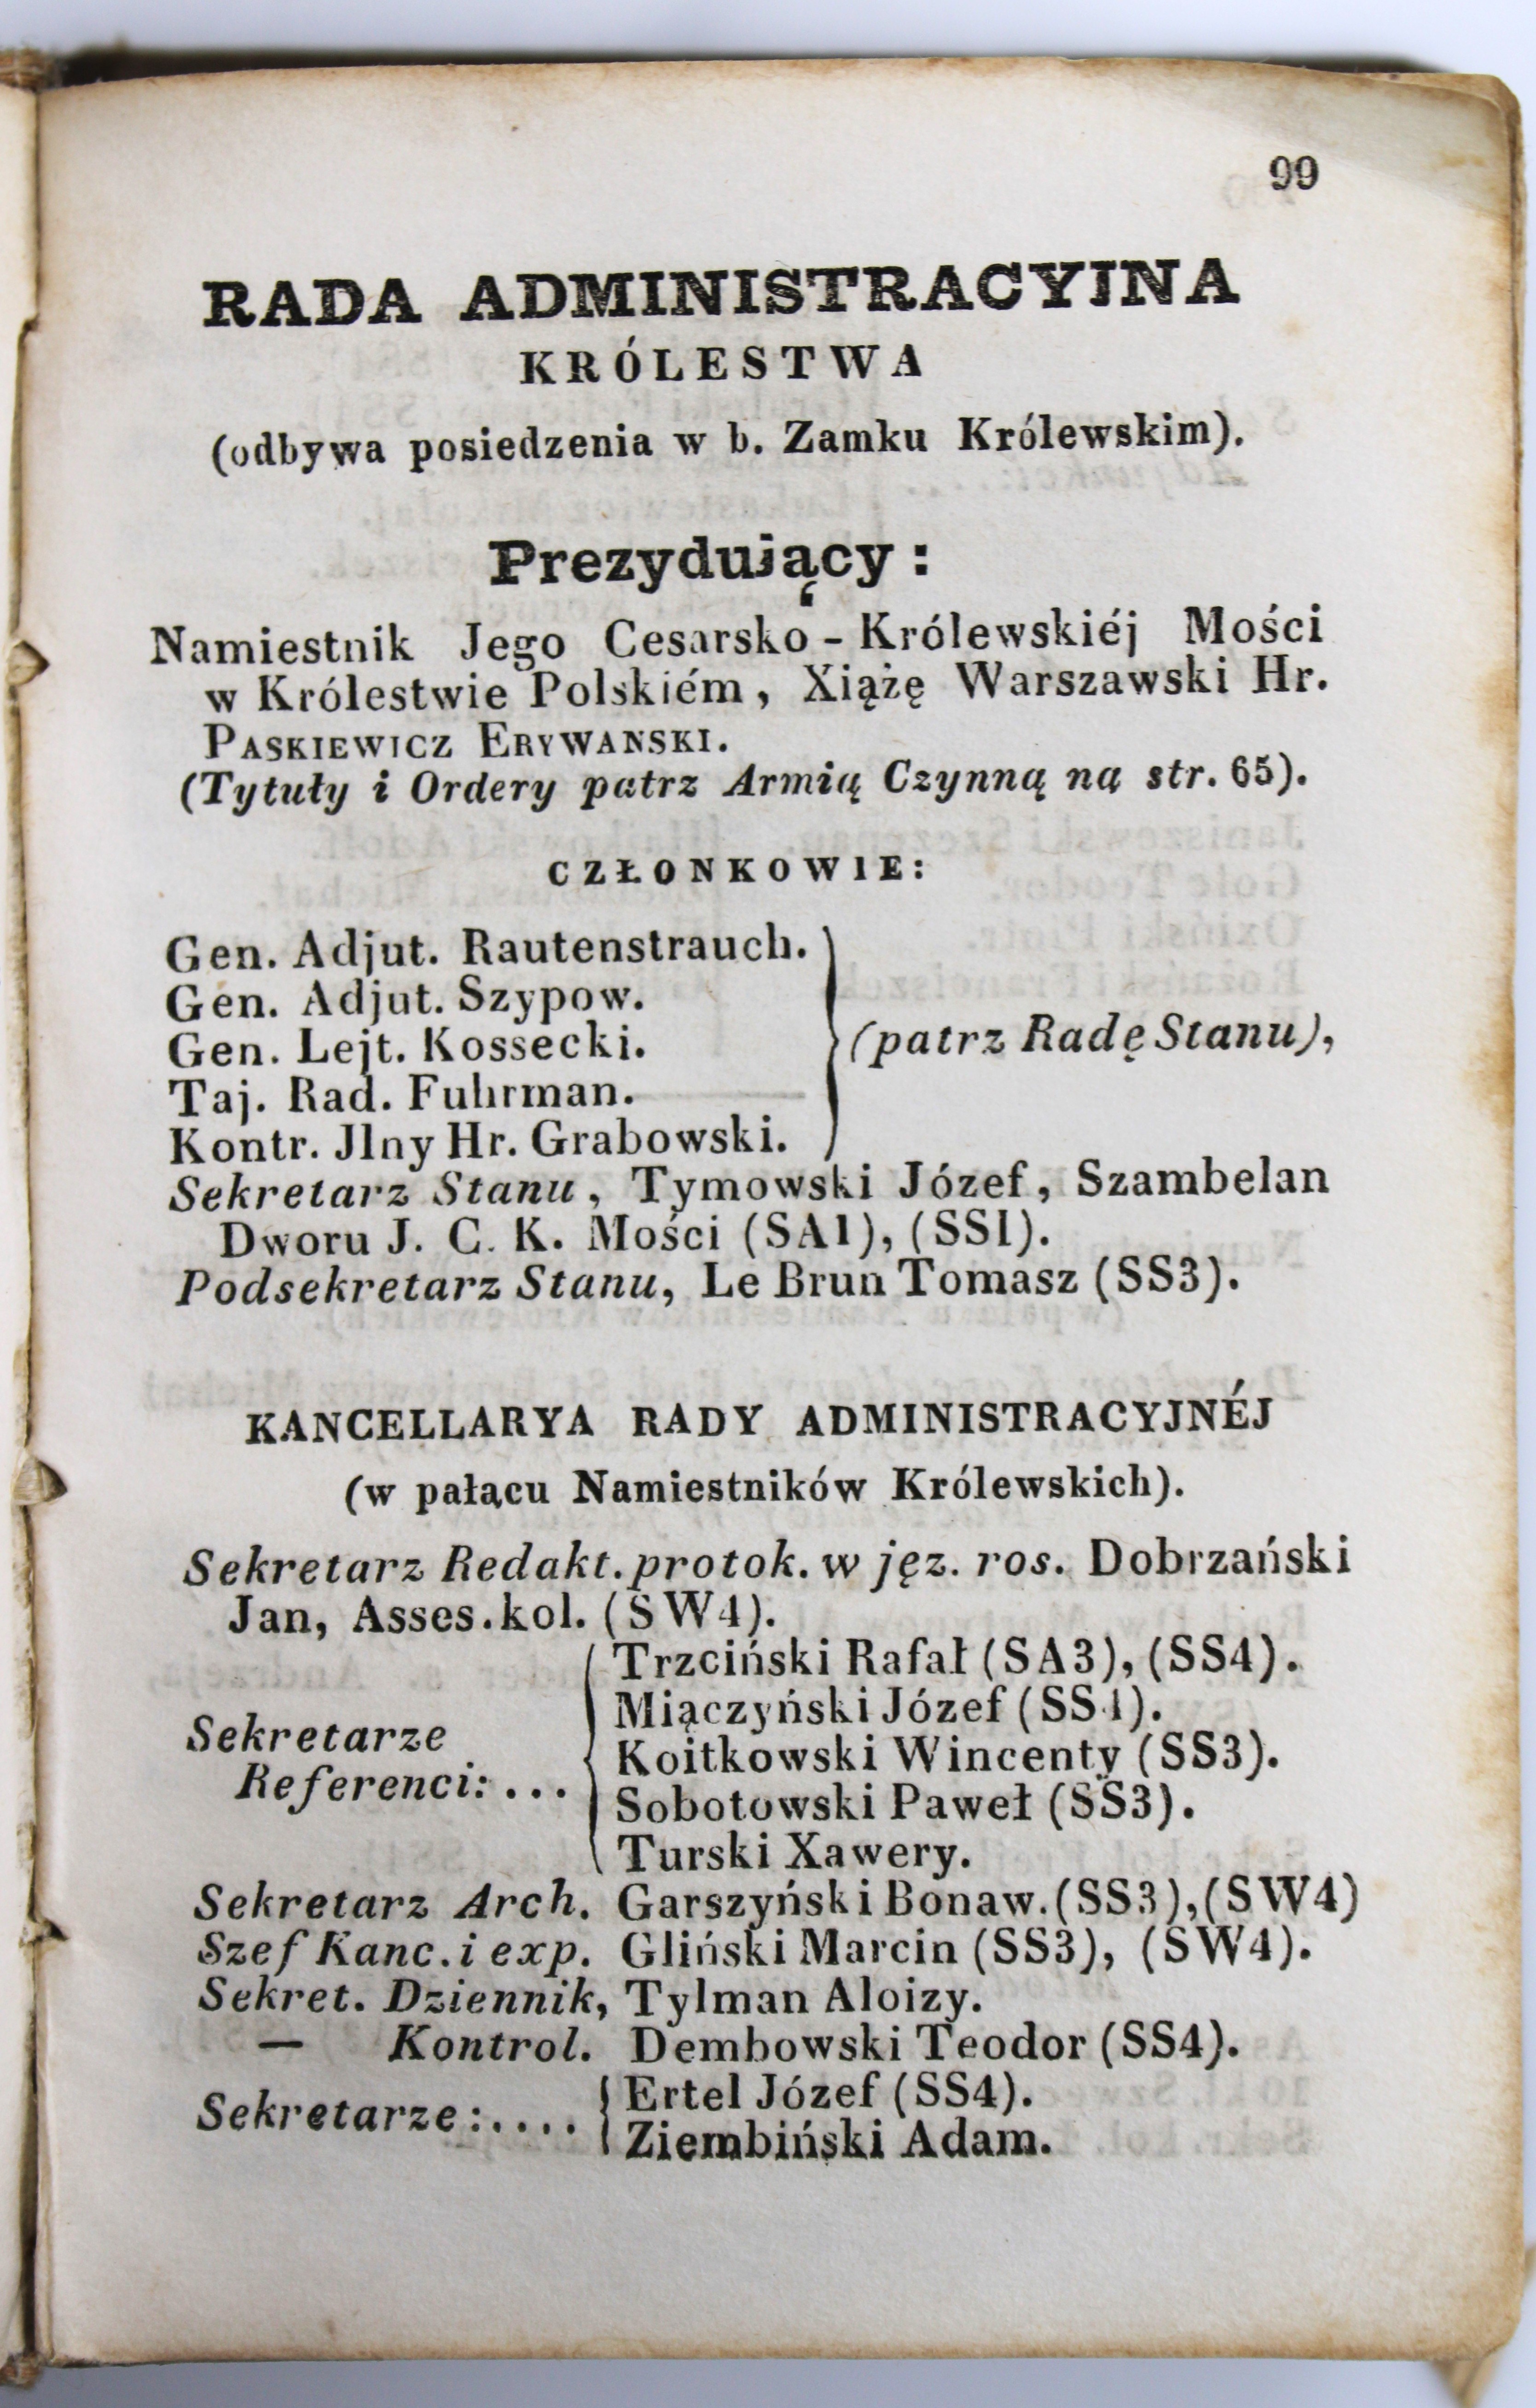 99
RADA ADMINISTRACYJNA
KRÓLESTWA
(odbywa posiedzenia w b. Zamku Królewskim).
Prezydujący:
Namiestnik Jego Cesarsko-Królewskiéj Mości
w Królestwie Polskiém, Xiążę Warszawski Hr.
PASKIEWICZ ERYWANSKI.
(Tytuły i Ordery patrz Armią Czynną na str. 65).
CZŁONKOWIE:
Gen. Adjut. Rautenstrauch.
Gen. Adjut. Szypow.
Gen. Lejt. Kossecki.
(patrz Radę Stanu),
Taj. Rad. Fuhrman.
Kontr. Jlny Hr. Grabowski.
Sekretarz Stanu, Tymowski Józef, Szambelan
Dworu J. C. K. Mości (SA1), (SS1).
Podsekretarz Stanu, Le Brun Tomasz (SS3).
KANCELLARYA RADY ADMINISTRACYJNÉJ
(w pałacu Namiestników Królewskich).
Sekretarz Redakt. protok. w jęz. ros. Dobrzański
Jan, Asses. kol. (SW4).
Sekretarze
Referenci: ...
Trzciński Rafał (SA3), (SS4).
Miączyński Józef (SS4).
Koitkowski Wincenty (SS3).
Sobotowski Paweł (SS3).
Turski Xawery.
Sekretarz Arch. Garszyński Bonaw. (SS3), (SW4)
Szef Kanc. i exp. Gliński Marcin (SS3), (SW4).
Sekret. Dziennik, Tylman Aloizy.
— Kontrol. Dembowski Teodor (SS4).
Sekretarze: ....
Ertel Józef (SS4).
Ziembiński Adam.